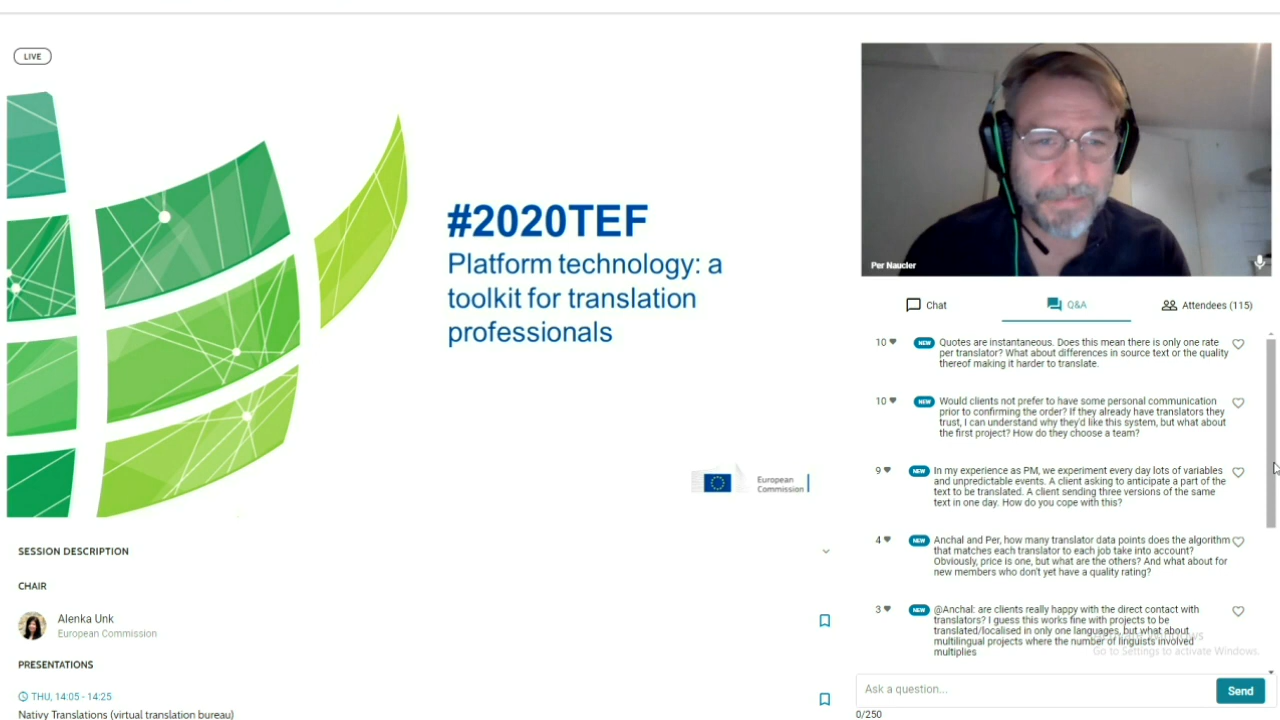 LIVE
#2020TEF
Platform technology: a
toolkit for translation
professionals
European
Commission
SESSION DESCRIPTION
CHAIR
Alenka Unk
European Commission
PRESENTATIONS
THU, 14:05 - 14:25
Nativy Translations (virtual translation bureau)
Per Naucler
Chat
Q&A
Attendees (115)
10
NEW
Quotes are instantaneous. Does this mean there is only one rate
per translator? What about differences in source text or the quality
thereof making it harder to translate.
10
NEW
Would clients not prefer to have some personal communication
prior to confirming the order? If they already have translators they
trust, I can understand why they'd like this system, but what about
the first project? How do they choose a team?
9
NEW
In my experience as PM, we experiment every day lots of variables
and unpredictable events. A client asking to anticipate a part of the
text to be translated. A client sending three versions of the same
text in one day. How do you cope with this?
4
NEW
Anchal and Per, how many translator data points does the algorithm
that matches each translator to each job take into account?
Obviously, price is one, but what are the others? And what about for
new members who don't yet have a quality rating?
3
NEW
@Anchal: are clients really happy with the direct contact with
translators? I guess this works fine with projects to be
translated/localised in only one languages, but what about
multilingual projects where the number of linguists involved
multiplies
Windows
Go to Settings to activate Windows.
Ask a question...
Send
0/250